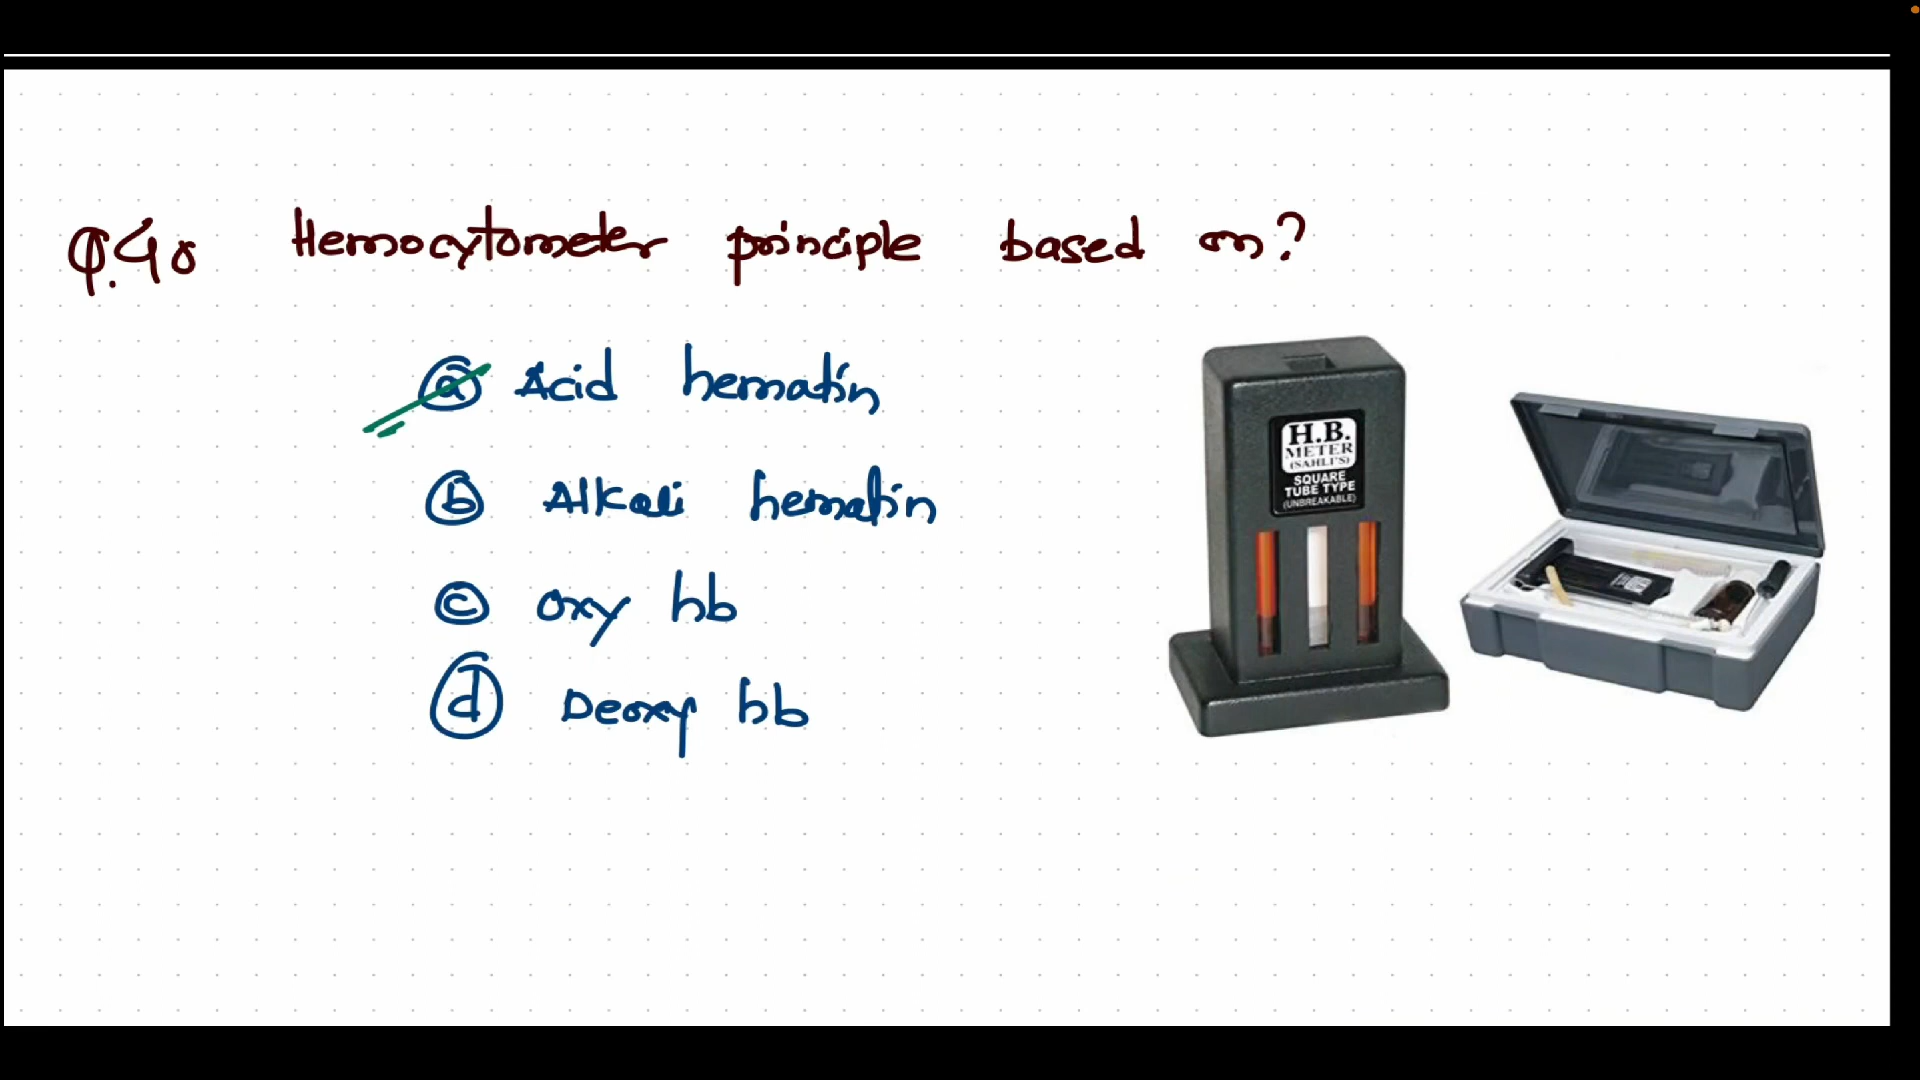 Q.40 Hemocytometer principle based on?
a Acid hematin
b Alkali hematin
c oxy hb
d Deoxy hb
H.B.
METER
(SAHLI'S)
SQUARE
TUBE TYPE
(UNBREAKABLE)